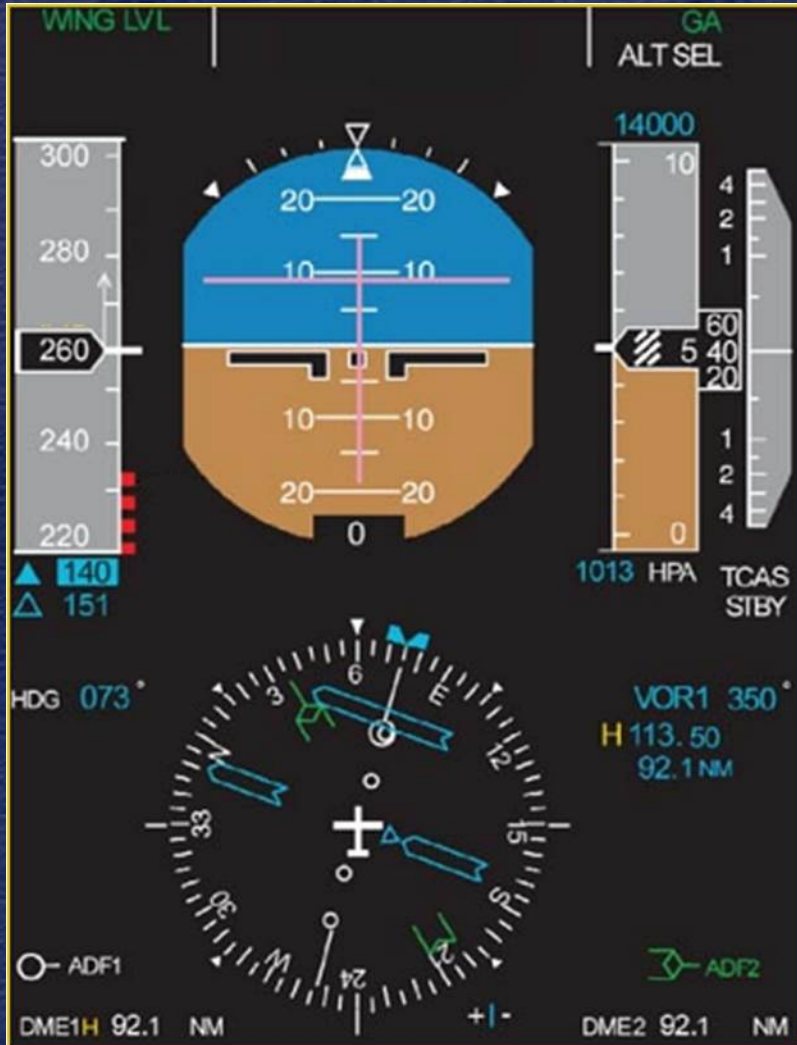 WING LVL GA
ALT SEL
14000
300 10
20 20 4
2
280 10 10 1
60
260 5 40
20
240 10 10 1
2
20 20 4
220 0 0
140 1013 HPA TCAS
151 STBY
6
3 E
HDG 073° VOR1 350°
H 113.50
N 12
92.1 NM
33 15
30 S
W 21
24
ADF1 ADF2
+ -
DME1H 92.1 NM DME2 92.1 NM